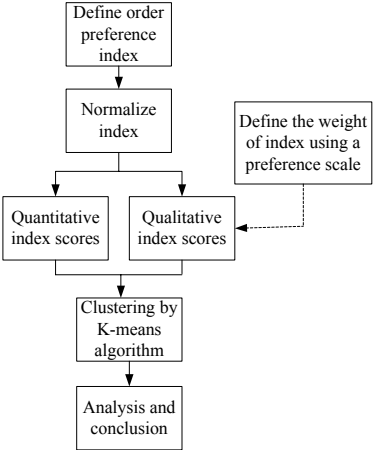 Define order
preference
index
Normalize
index
Define the weight
of index using a
preference scale
Quantitative
index scores
Qualitative
index scores
Clustering by
K-means
algorithm
Analysis and
conclusion